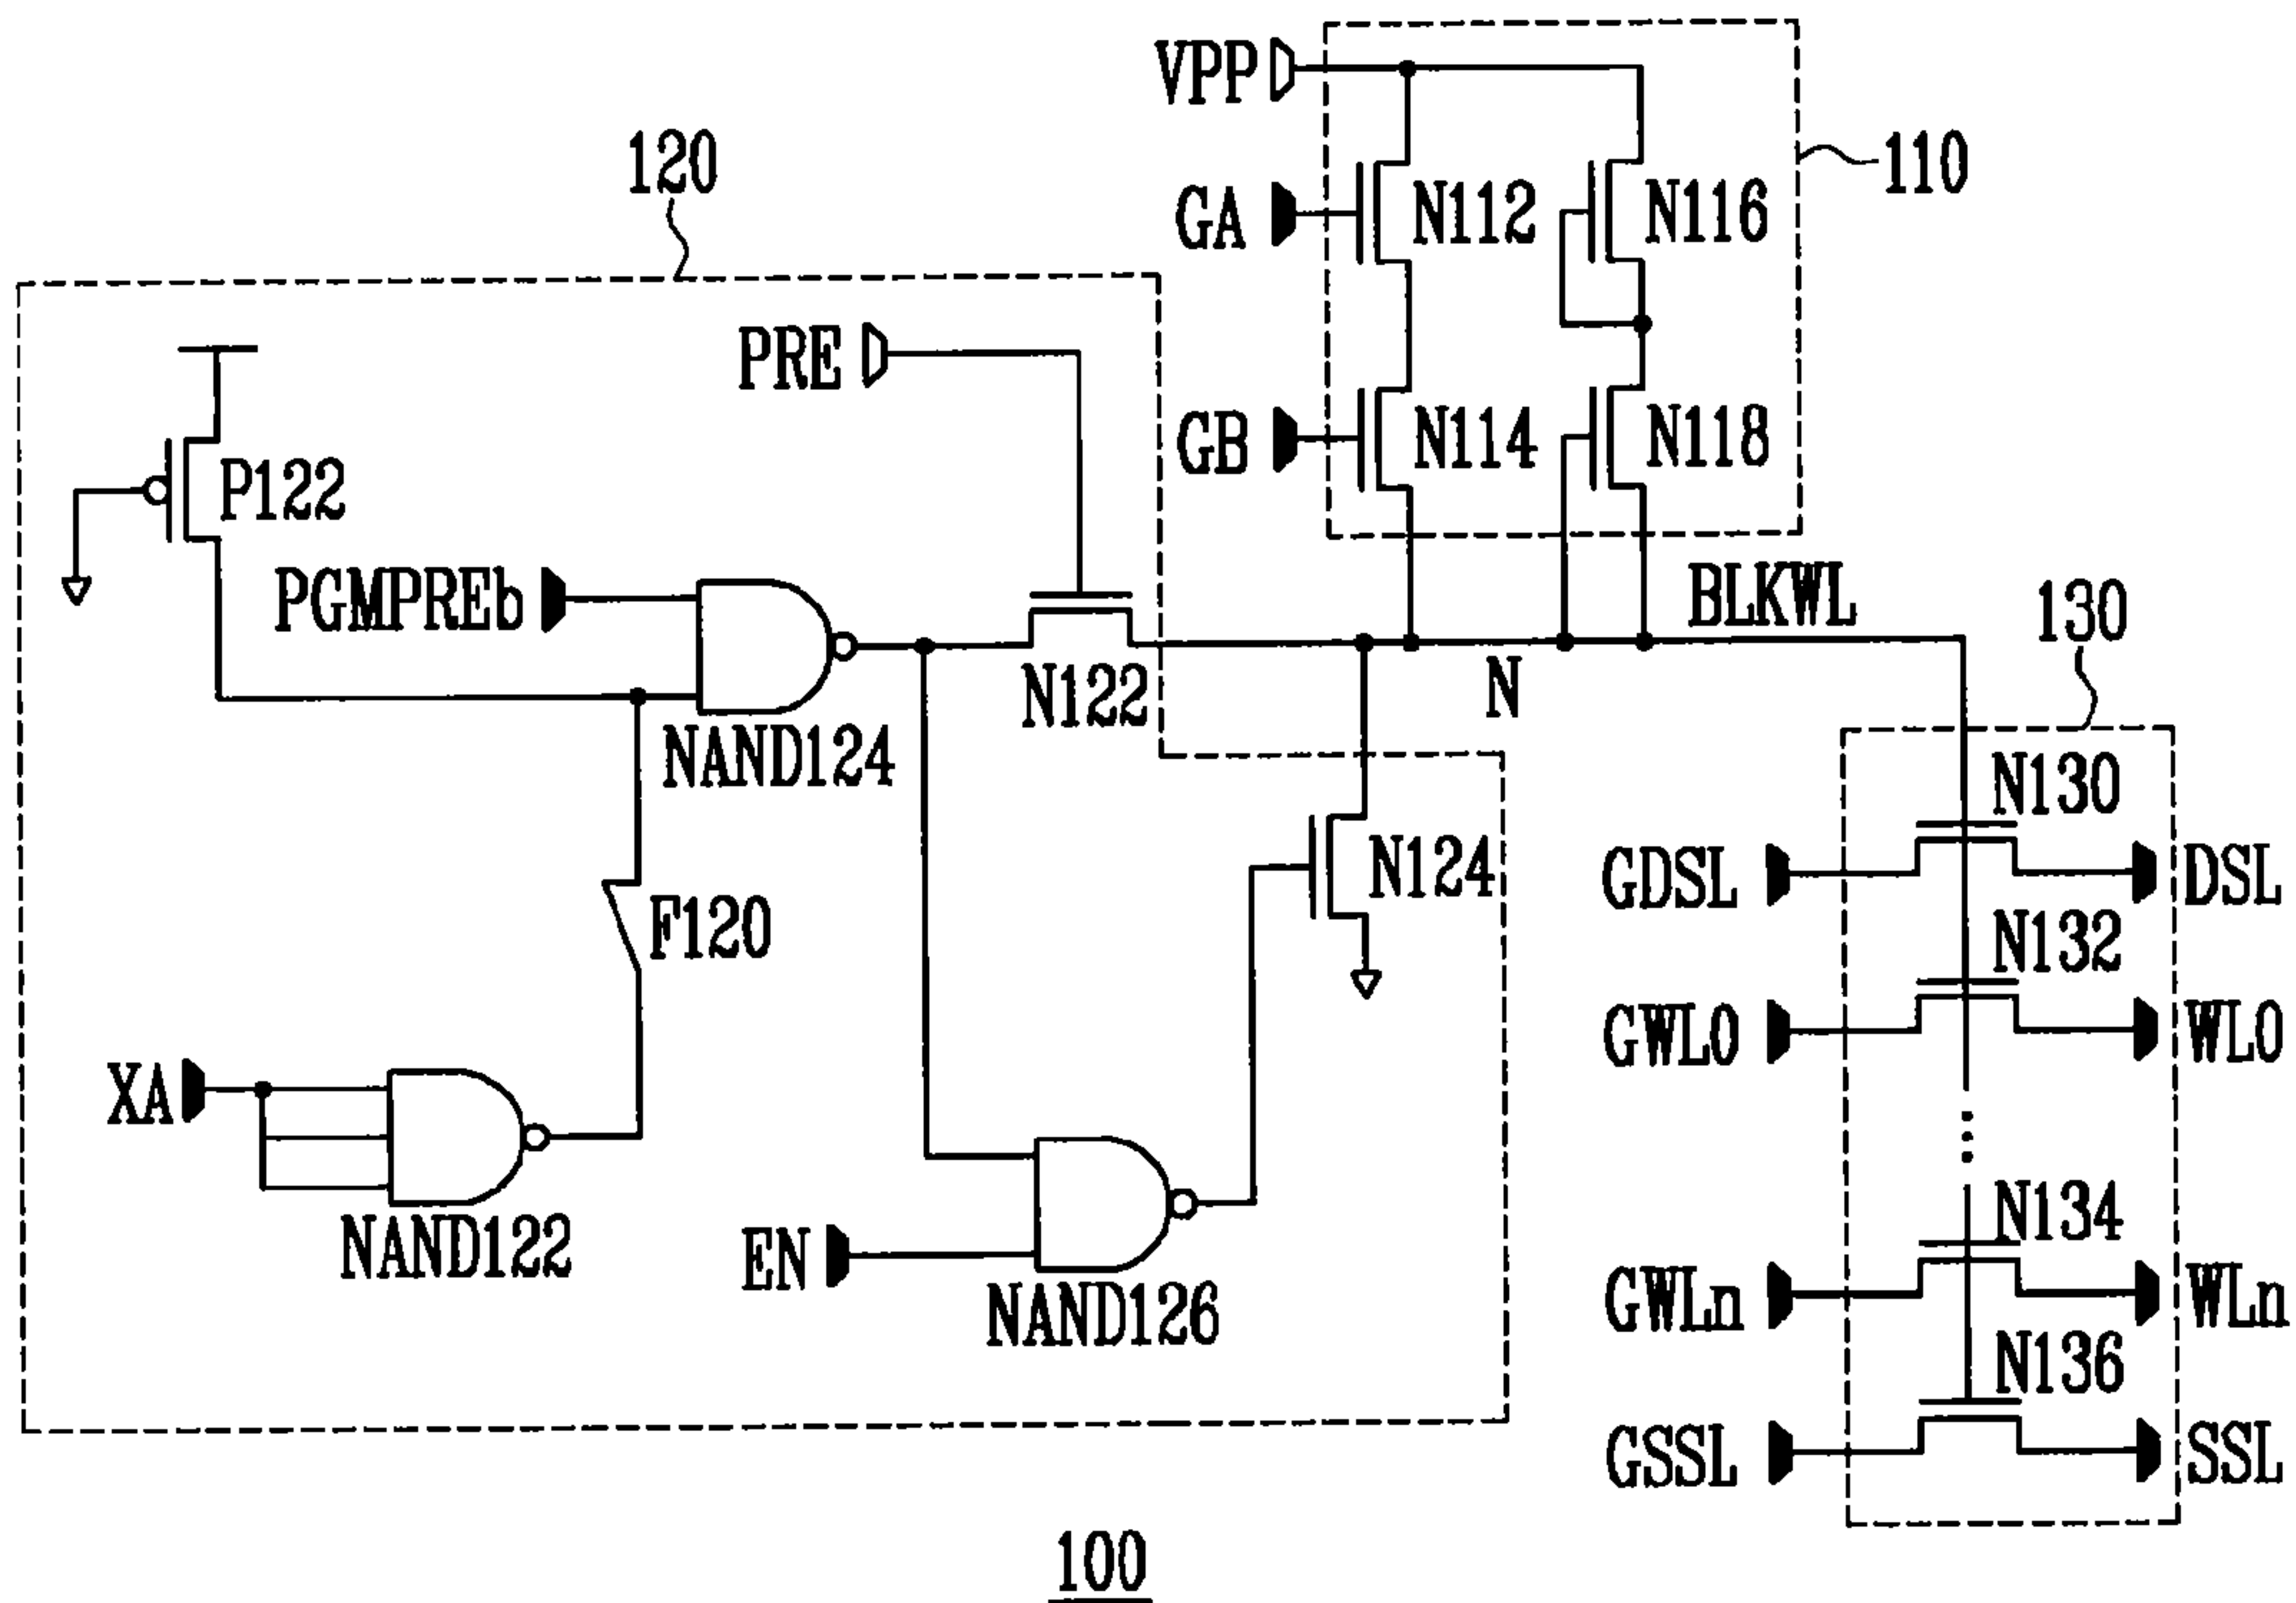 VPP
120
110
GA
N112
N116
PRE
GB
N114
N118
P122
PGMPREb
BLKWL
130
N122
N
NAND124
N130
N124
GDSL
DSL
F120
N132
GWL0
WL0
XA
NAND122
EN
N134
NAND126
GWLn
WLn
N136
GSSL
SSL
100